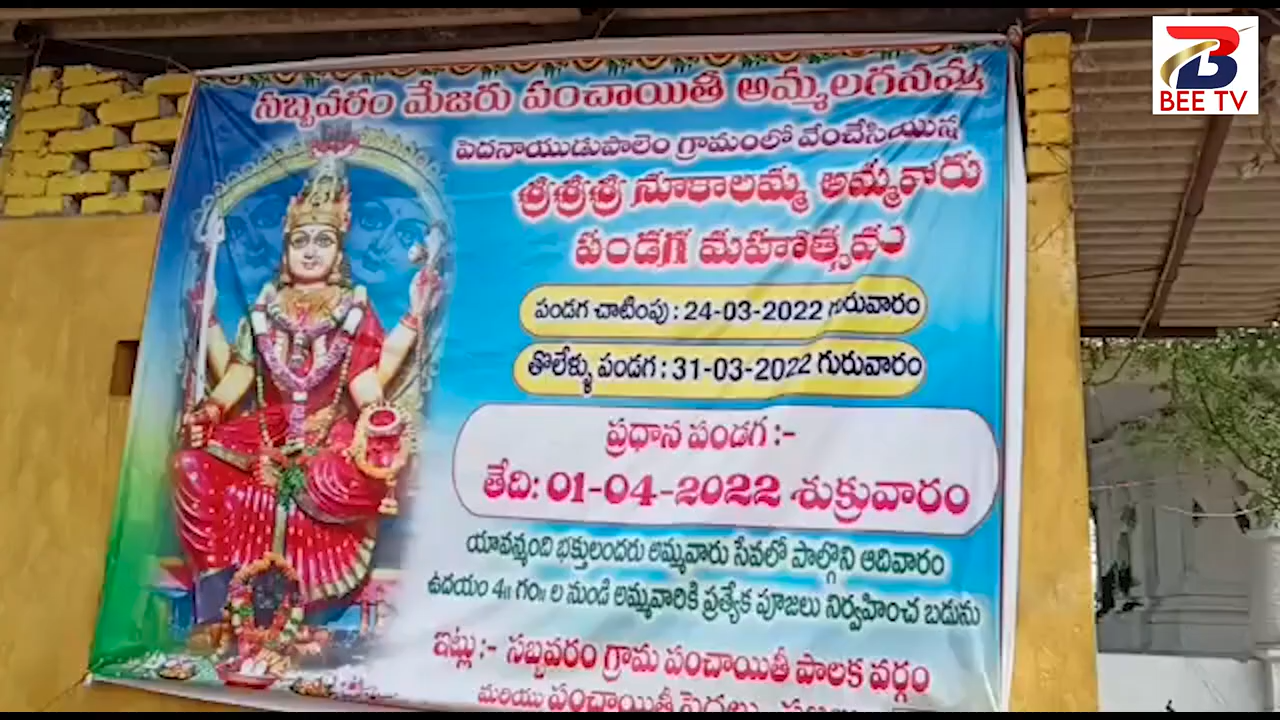 BEE TV
సబ్బవరం మేజరు పంచాయితీ అమ్మలగనమ్మ
పెదనాయుడుపాలెం గ్రామంలో వేంచేసియున్న
శ్రీశ్రీశ్రీ నూకాలమ్మ అమ్మవారు
పండగ మహోత్సవం
పండగ చాటింపు : 24-03-2022 గురువారం
తొలేళ్ళు పండగ : 31-03-2022 గురువారం
ప్రధాన పండగ :-
తేది: 01-04-2022 శుక్రవారం
యావన్మంది భక్తులందరు అమ్మవారు సేవలో పాల్గొని ఆదివారం
ఉదయం 4॥ గం॥ ల నుండి అమ్మవారికి ప్రత్యేక పూజలు నిర్వహించ బడును
ఇట్లు :- సబ్బవరం గ్రామ పంచాయితీ పాలక వర్గం
మరియు పంచాయితీ పెద్దలు